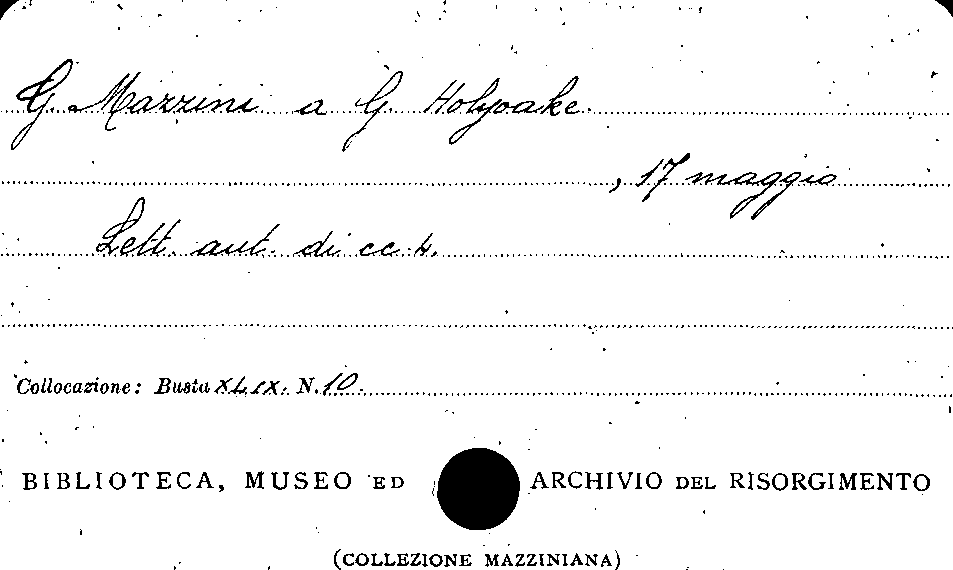 G. Mazzini a G. Holyoake
, 17 maggio
Lett. aut. di cc. 4.
Collocazione: Busta XLIX. N. 10.
BIBLIOTECA, MUSEO ED ARCHIVIO DEL RISORGIMENTO
(COLLEZIONE MAZZINIANA)